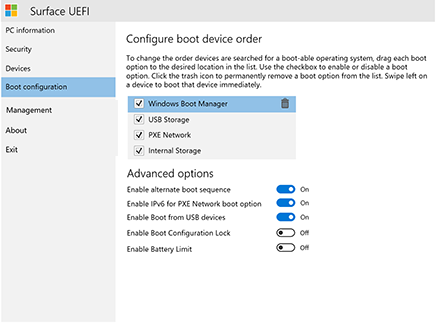 Surface UEFI
PC information
Security
Devices
Boot configuration
Management
About
Exit
Configure boot device order
To change the order devices are searched for a boot-able operating system, drag each boot
option to the desired location in the list. Use the checkbox to enable or disable a boot
option. Click the trash icon to permanently remove a boot option from the list. Swipe left on
a device to boot that device immediately.
Windows Boot Manager
USB Storage
PXE Network
Internal Storage
Advanced options
Enable alternate boot sequence On
Enable IPv6 for PXE Network boot option On
Enable Boot from USB devices On
Enable Boot Configuration Lock Off
Enable Battery Limit Off